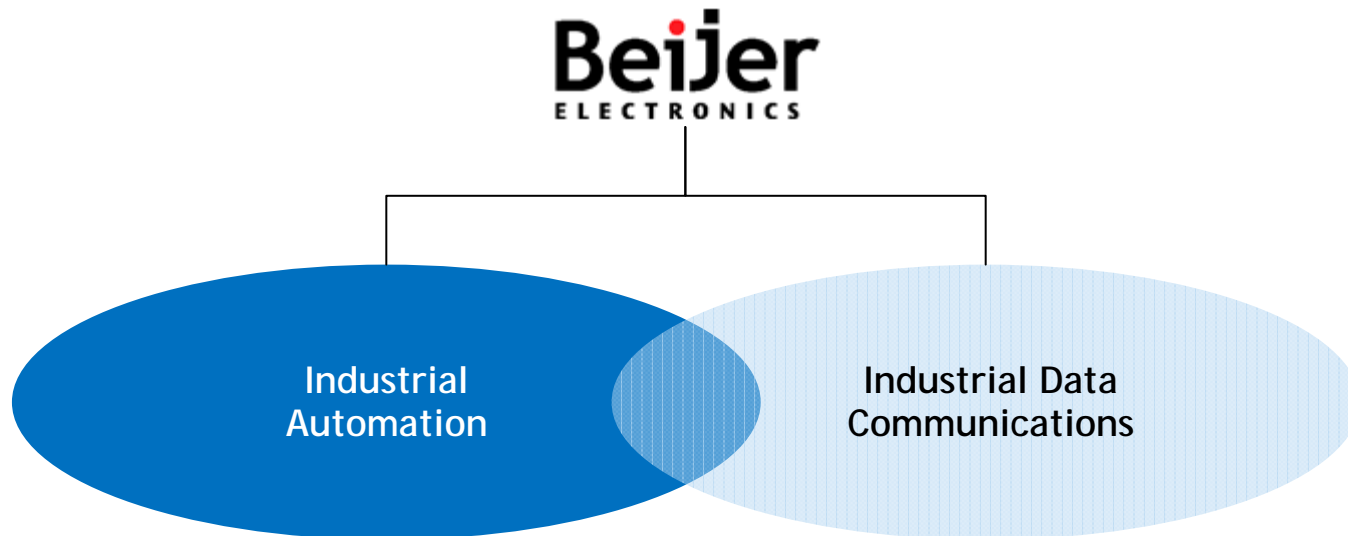 Beijer
ELECTRONICS
Industrial
Automation
Industrial Data
Communications